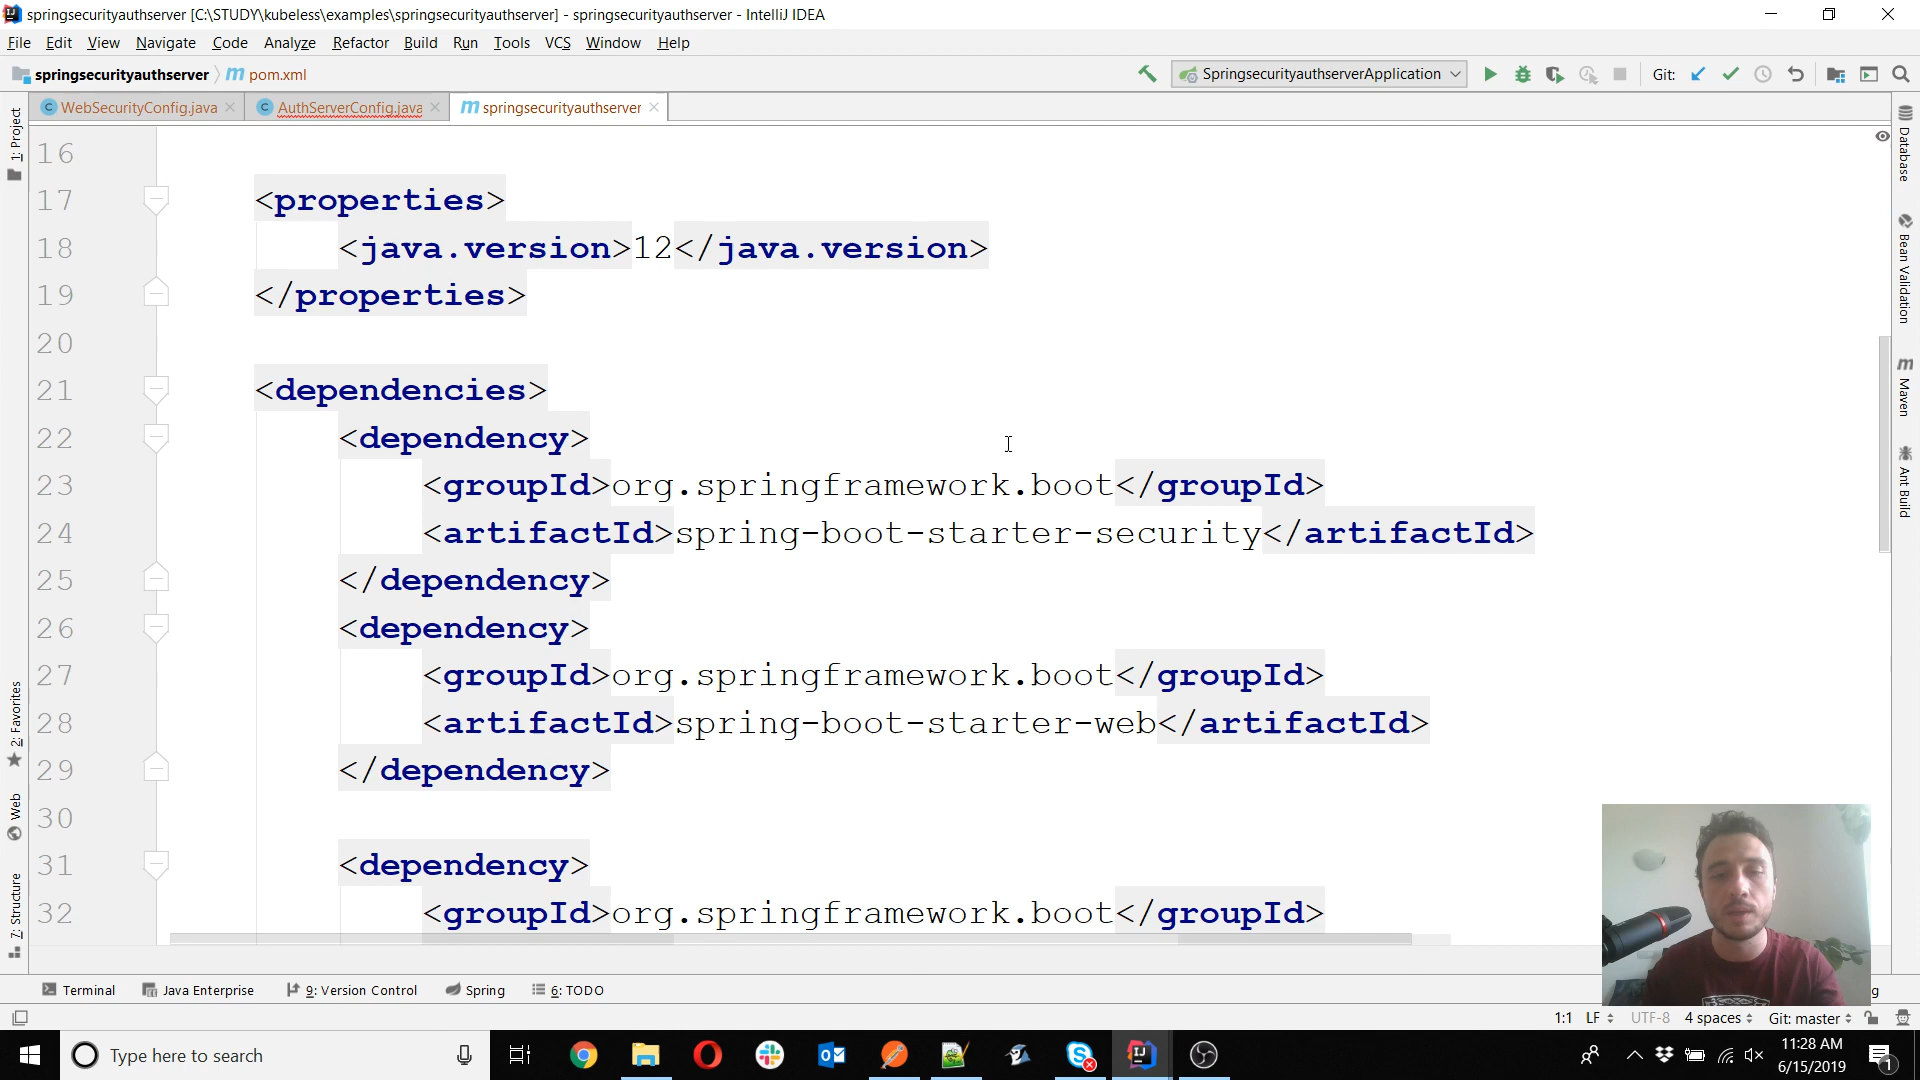 springsecurityauthserver [C:\STUDY\kubeless\examples\springsecurityauthserver] - springsecurityauthserver - IntelliJ IDEA
File Edit View Navigate Code Analyze Refactor Build Run Tools VCS Window Help
springsecurityauthserver pom.xml SpringsecurityauthserverApplication Git:
WebSecurityConfig.java AuthServerConfig.java springsecurityauthserver
1: Project
2: Favorites
Web
7: Structure
Database
Bean Validation
Maven
Ant Build
16
17 <properties>
18 <java.version>12</java.version>
19 </properties>
20
21 <dependencies>
22 <dependency>
23 <groupId>org.springframework.boot</groupId>
24 <artifactId>spring-boot-starter-security</artifactId>
25 </dependency>
26 <dependency>
27 <groupId>org.springframework.boot</groupId>
28 <artifactId>spring-boot-starter-web</artifactId>
29 </dependency>
30
31 <dependency>
32 <groupId>org.springframework.boot</groupId>
Terminal Java Enterprise 9: Version Control Spring 6: TODO
1:1 LF UTF-8 4 spaces Git: master
Type here to search
11:28 AM
6/15/2019
1